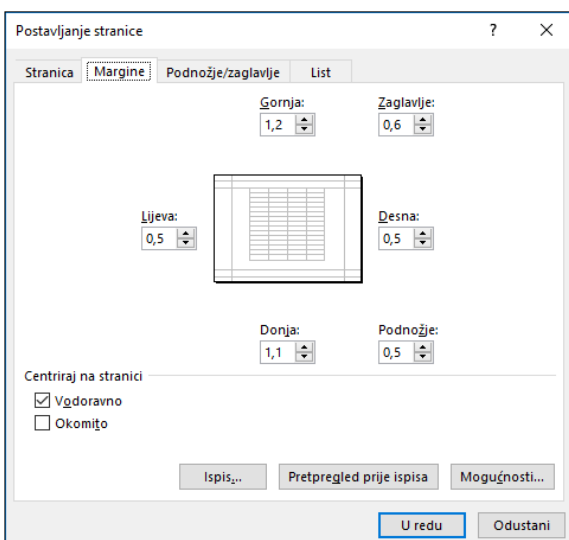 Postavljanje stranice ? ×
Stranica Margine Podnožje/zaglavlje List
Gornja: Zaglavlje:
1,2 0,6
Lijeva: Desna:
0,5 0,5
Donja: Podnožje:
1,1 0,5
Centriraj na stranici
Vodoravno
Okomito
Ispis... Pretpregled prije ispisa Mogućnosti...
U redu Odustani